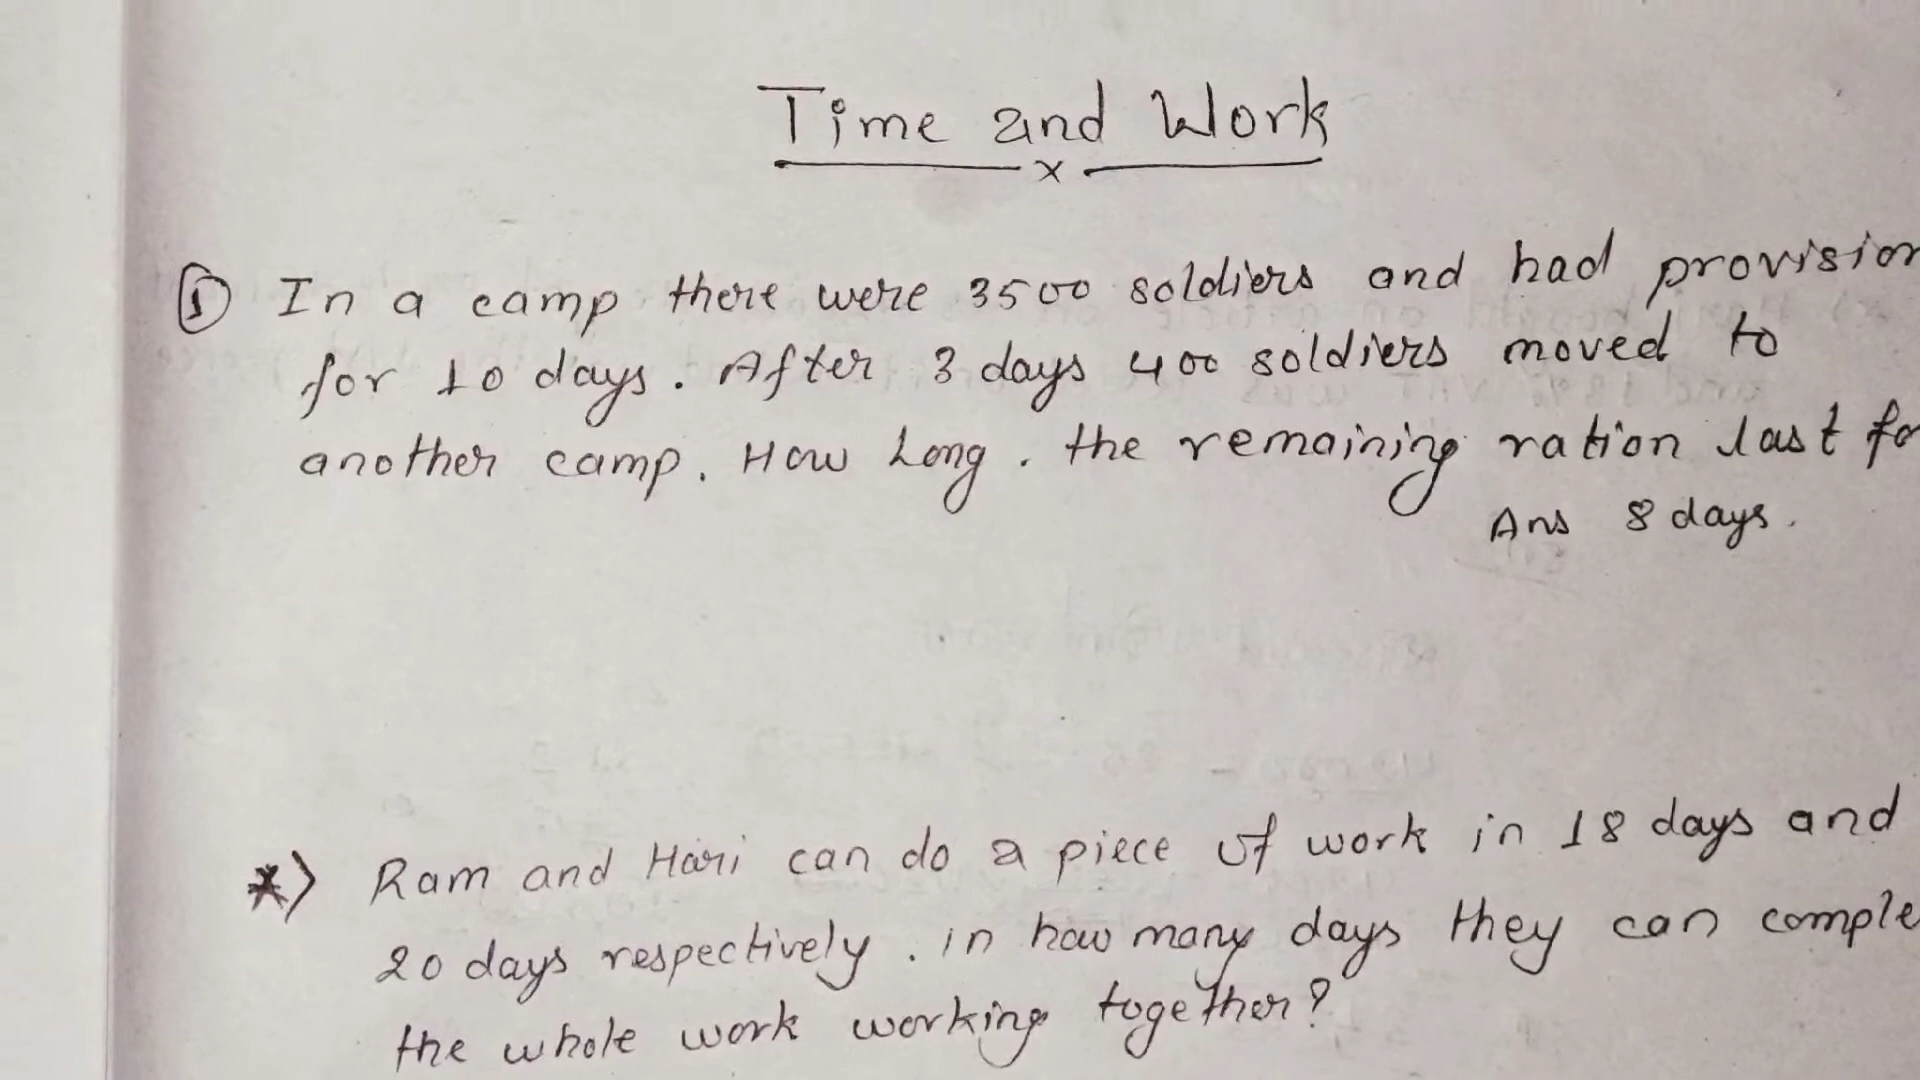 Time and Work
x
① In a camp there were 3500 soldiers and had provision
for 10 days. After 3 days 400 soldiers moved to
another camp. How Long. the remaining ration last for
Ans 8 days.
*) Ram and Hari can do a piece of work in 18 days and
20 days respectively. in how many days they can comple
the whole work working together?